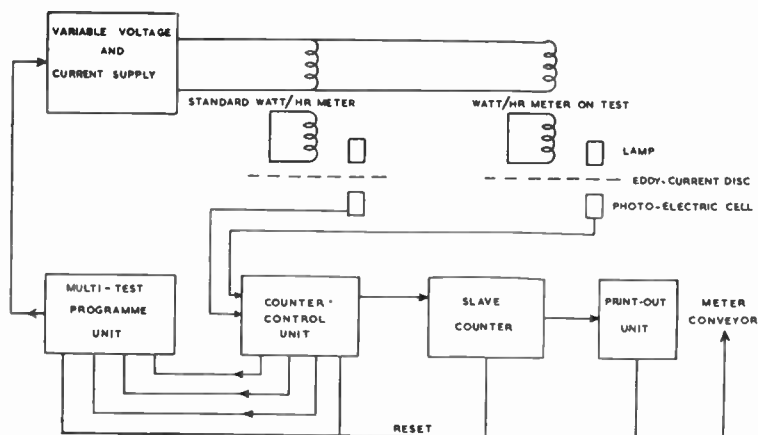 VARIABLE VOLTAGE
AND
CURRENT SUPPLY
STANDARD WATT/HR METER
WATT/HR METER ON TEST
LAMP
EDDY-CURRENT DISC
PHOTO-ELECTRIC CELL
MULTI-TEST
PROGRAMME
UNIT
COUNTER-
CONTROL
UNIT
SLAVE
COUNTER
PRINT-OUT
UNIT
METER
CONVEYOR
RESET